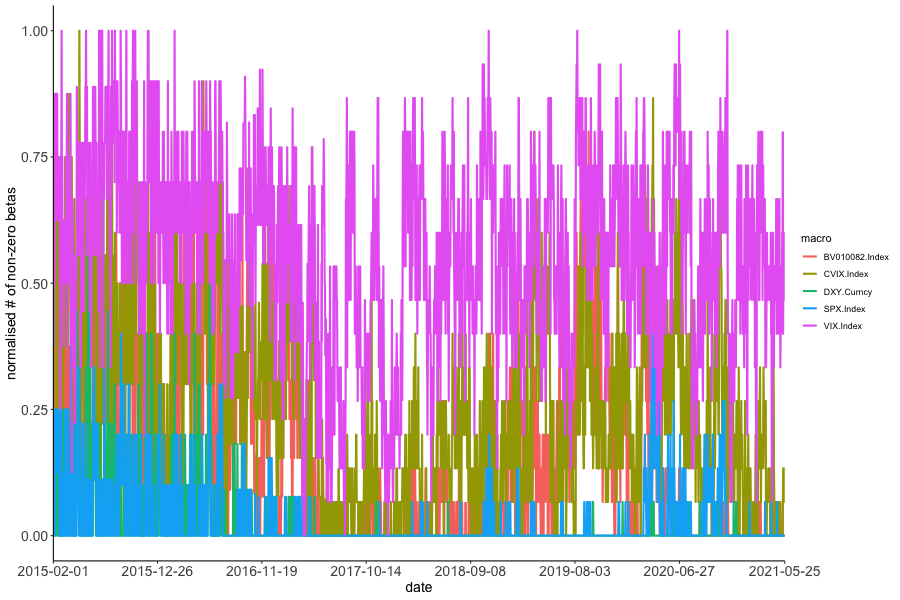 normalised # of non-zero betas
1.00
0.75
0.50
0.25
0.00
2015-02-01 2015-12-26 2016-11-19 2017-10-14 2018-09-08 2019-08-03 2020-06-27 2021-05-25
date
macro
BV010082.Index
CVIX.Index
DXY.Curncy
SPX.Index
VIX.Index